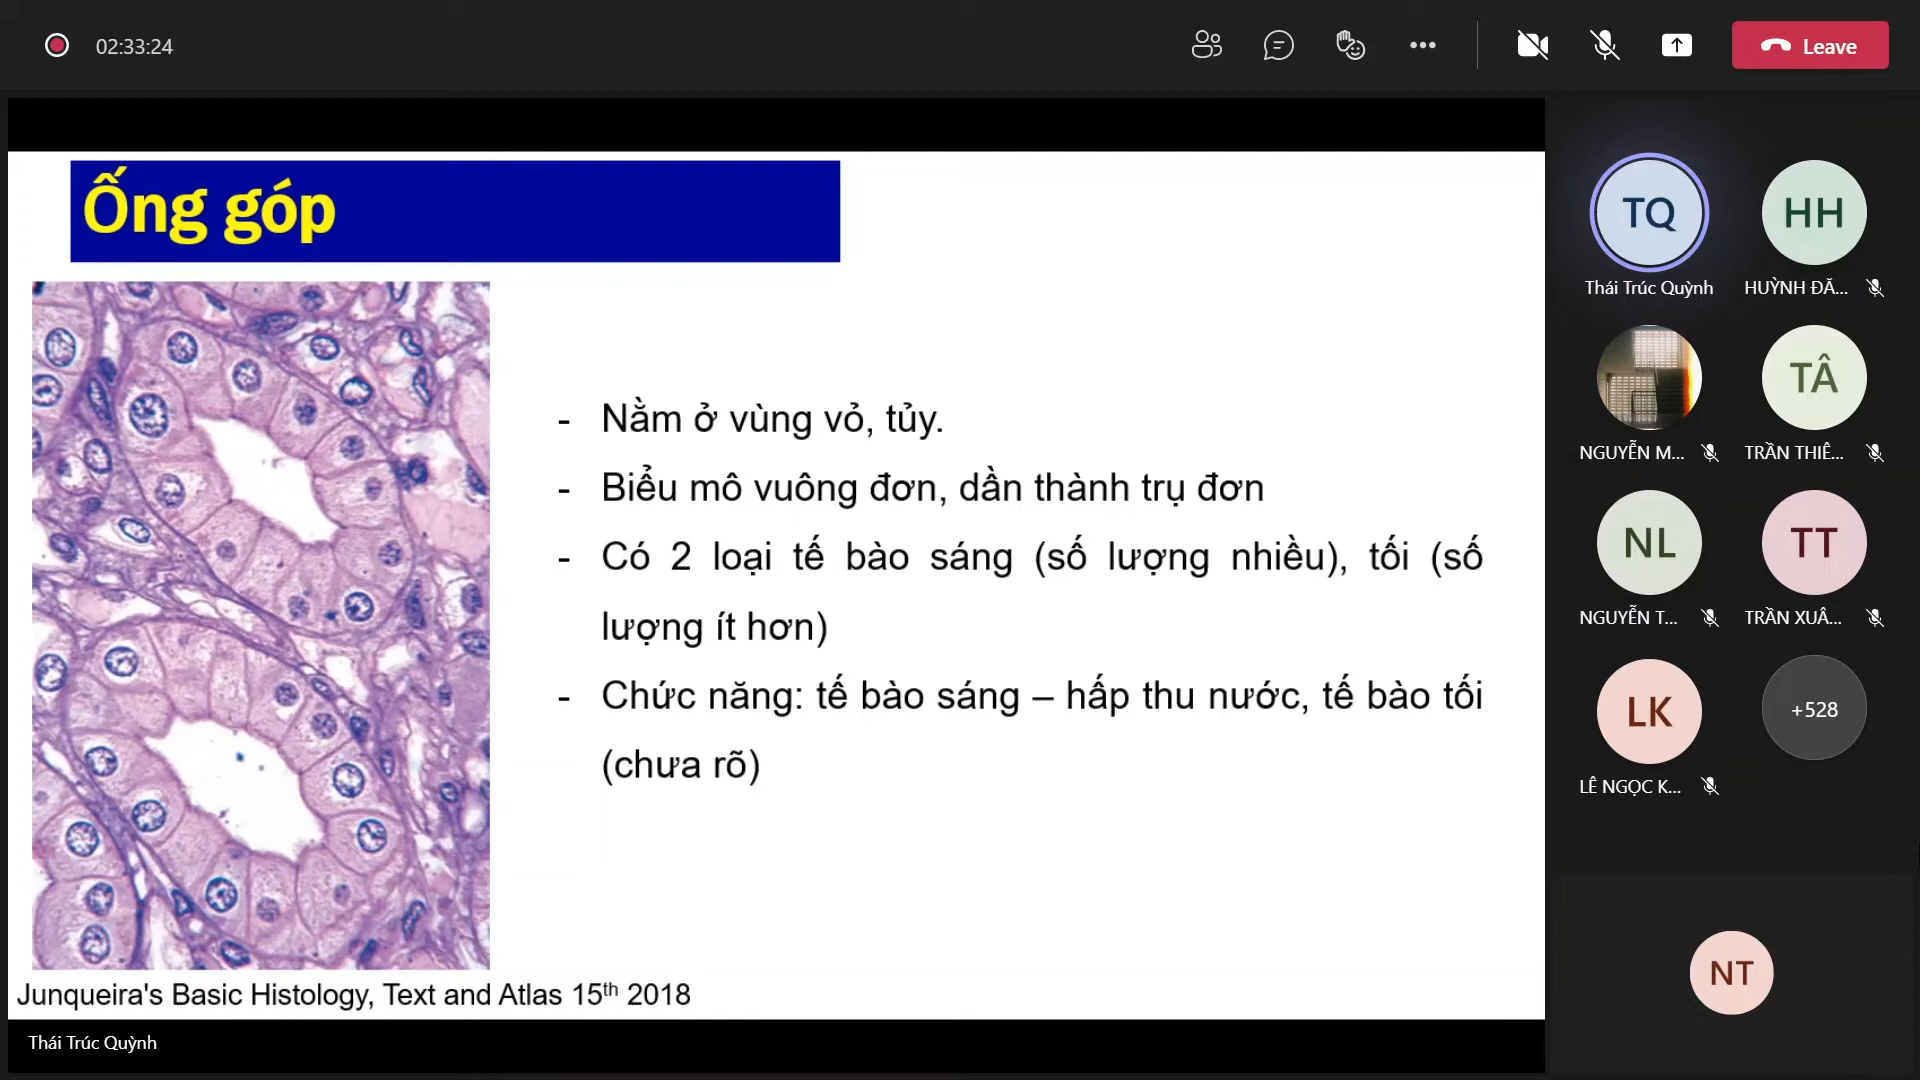 02:33:24
Leave
Ống góp
- Nằm ở vùng vỏ, tủy.
- Biểu mô vuông đơn, dần thành trụ đơn
- Có 2 loại tế bào sáng (số lượng nhiều), tối (số
lượng ít hơn)
- Chức năng: tế bào sáng – hấp thu nước, tế bào tối
(chưa rõ)
Junqueira's Basic Histology, Text and Atlas 15th 2018
Thái Trúc Quỳnh
TQ
HH
Thái Trúc Quỳnh
HUỲNH ĐĂ...
TÂ
NGUYỄN M...
TRẦN THIÊ...
NL
TT
NGUYỄN T...
TRẦN XUÂ...
LK
+528
LÊ NGỌC K...
NT